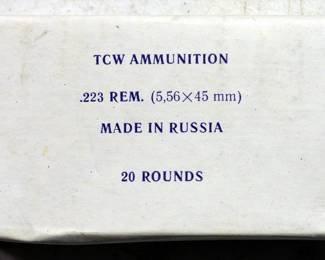 TCW AMMUNITION
.223 REM. (5,56×45 mm)
MADE IN RUSSIA
20 ROUNDS